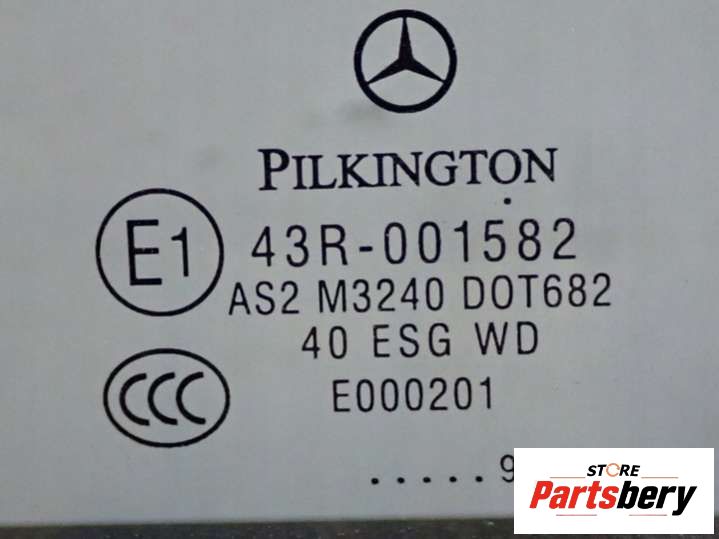 PILKINGTON
E1 43R-001582
AS2 M3240 DOT682
40 ESG WD
CCC E000201
.....9
STORE
Partsbery